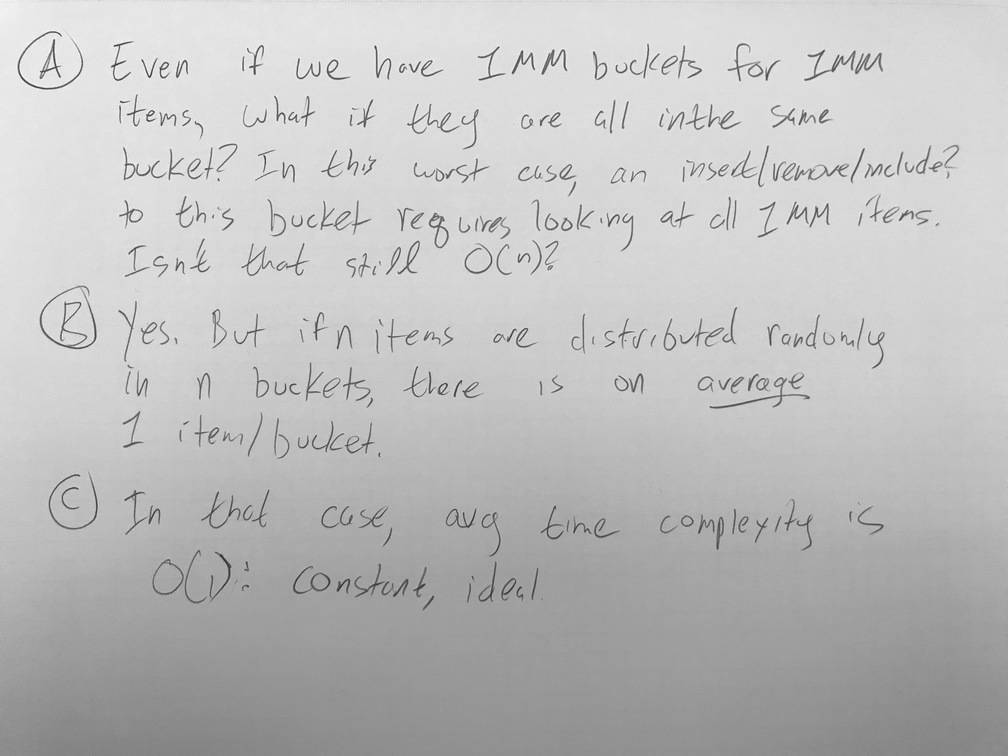 A Even if we have 1MM buckets for 1MM
items, what if they are all in the same
bucket? In this worst case, an insert/remove/include?
to this bucket requires looking at all 1MM items.
Isn't that still O(n)?
B Yes. But if n items are distributed randomly
in n buckets, there is on average
1 item/bucket.
C In that case, avg time complexity is
O(1): constant, ideal.